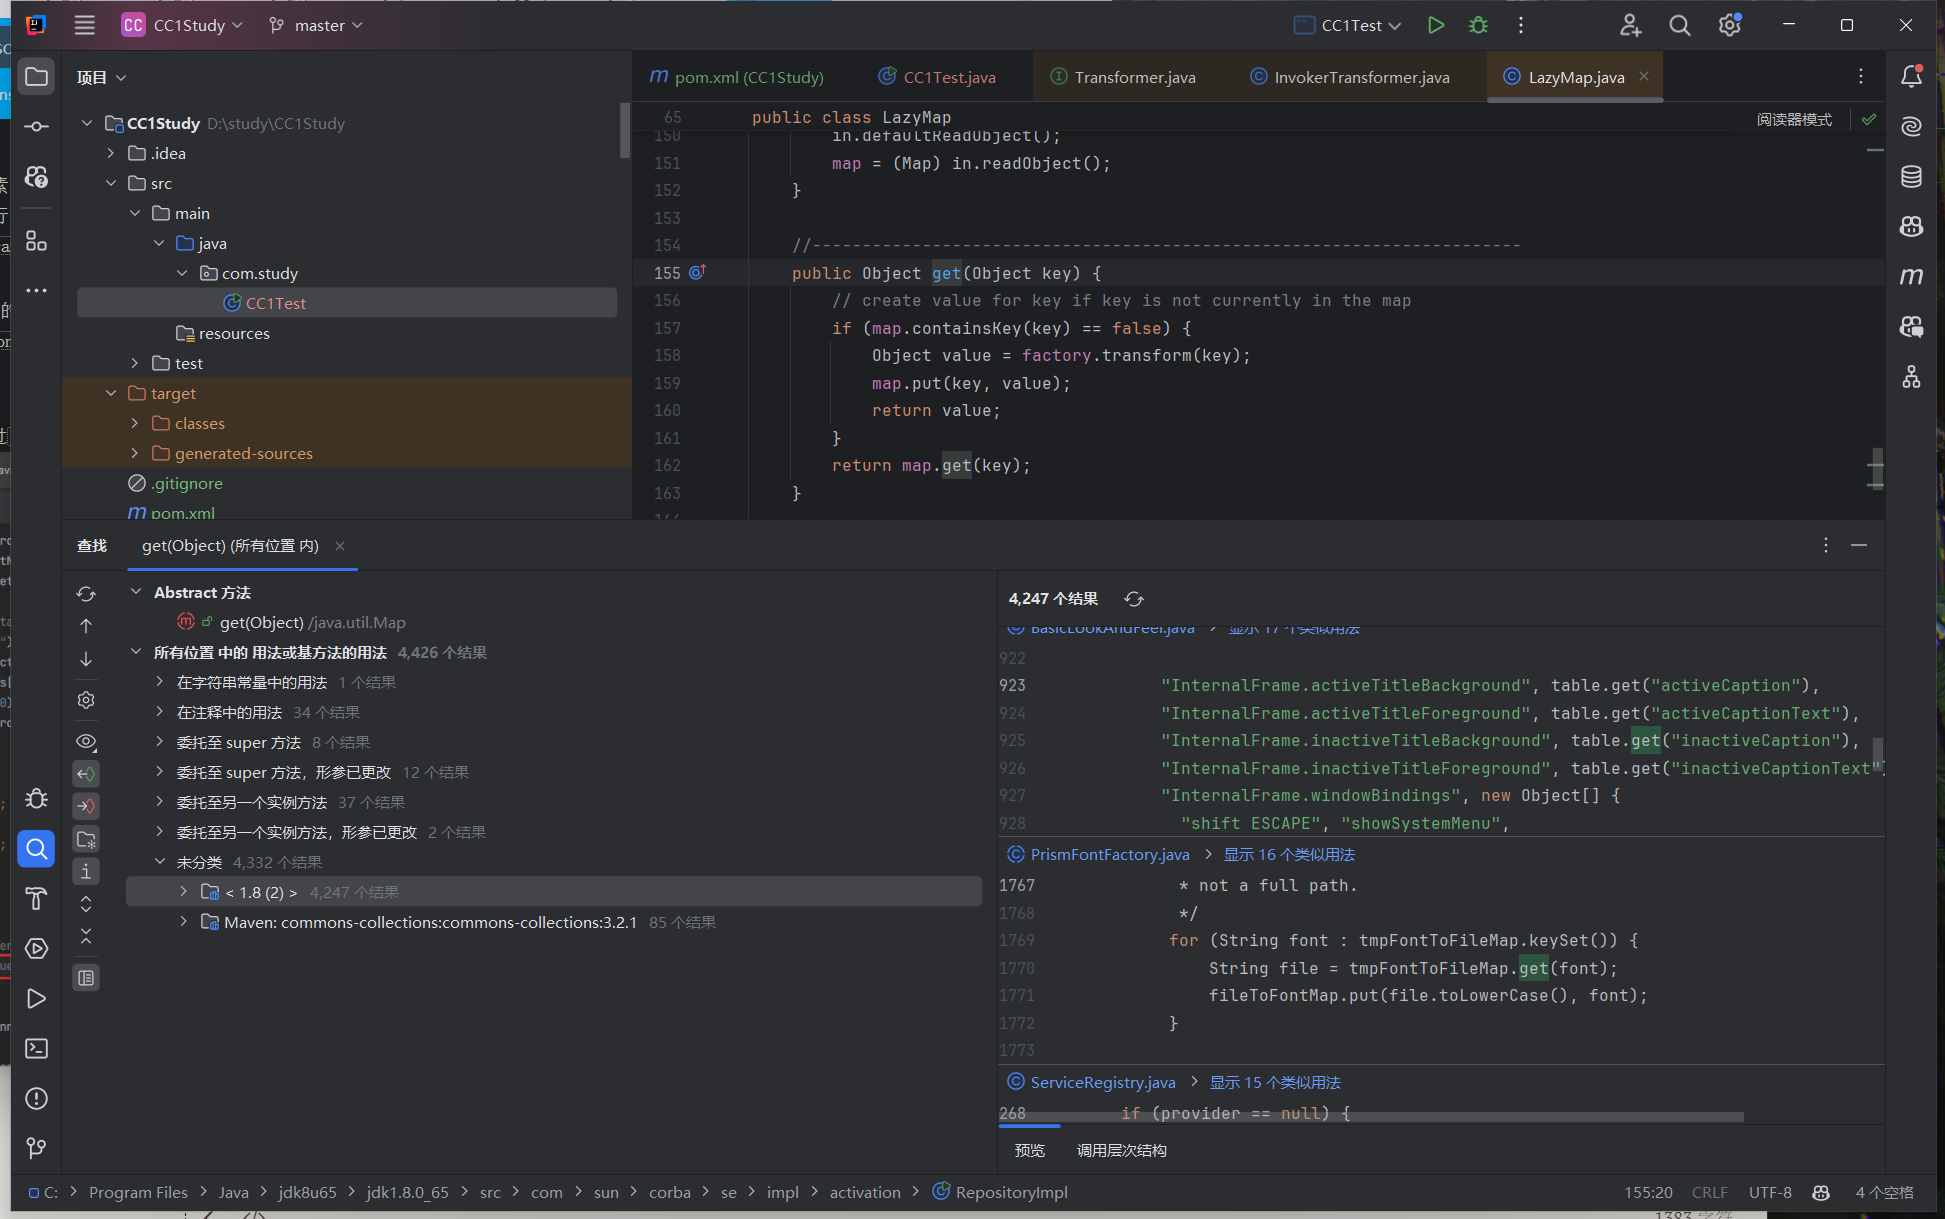 CC CC1Study master CC1Test
项目
pom.xml (CC1Study) CC1Test.java Transformer.java InvokerTransformer.java LazyMap.java
CC1Study D:\study\CC1Study
.idea
src
main
java
com.study
CC1Test
resources
test
target
classes
generated-sources
.gitignore
pom.xml
65 public class LazyMap
阅读器模式
150 in.defaultReadObject();
151 map = (Map) in.readObject();
152 }
153
154 //-----------------------------------------------------------------------
155 public Object get(Object key) {
156 // create value for key if key is not currently in the map
157 if (map.containsKey(key) == false) {
158 Object value = factory.transform(key);
159 map.put(key, value);
160 return value;
161 }
162 return map.get(key);
163 }
查找 get(Object) (所有位置 内)
Abstract 方法
get(Object) /java.util.Map
所有位置 中的 用法或基方法的用法 4,426 个结果
在字符串常量中的用法 1 个结果
在注释中的用法 34 个结果
委托至 super 方法 8 个结果
委托至 super 方法，形参已更改 12 个结果
委托至另一个实例方法 37 个结果
委托至另一个实例方法，形参已更改 2 个结果
未分类 4,332 个结果
< 1.8 (2) > 4,247 个结果
Maven: commons-collections:commons-collections:3.2.1 85 个结果
4,247 个结果
BasicLookAndFeel.java 显示 17 个类似用法
922
923 "InternalFrame.activeTitleBackground", table.get("activeCaption"),
924 "InternalFrame.activeTitleForeground", table.get("activeCaptionText"),
925 "InternalFrame.inactiveTitleBackground", table.get("inactiveCaption"),
926 "InternalFrame.inactiveTitleForeground", table.get("inactiveCaptionText")
927 "InternalFrame.windowBindings", new Object[] {
928 "shift ESCAPE", "showSystemMenu",
PrismFontFactory.java 显示 16 个类似用法
1767 * not a full path.
1768 */
1769 for (String font : tmpFontToFileMap.keySet()) {
1770 String file = tmpFontToFileMap.get(font);
1771 fileToFontMap.put(file.toLowerCase(), font);
1772 }
1773
ServiceRegistry.java 显示 15 个类似用法
268 if (provider == null) {
预览 调用层次结构
C: Program Files Java jdk8u65 jdk1.8.0_65 src com sun corba se impl activation RepositoryImpl
155:20 CRLF UTF-8 4 个空格